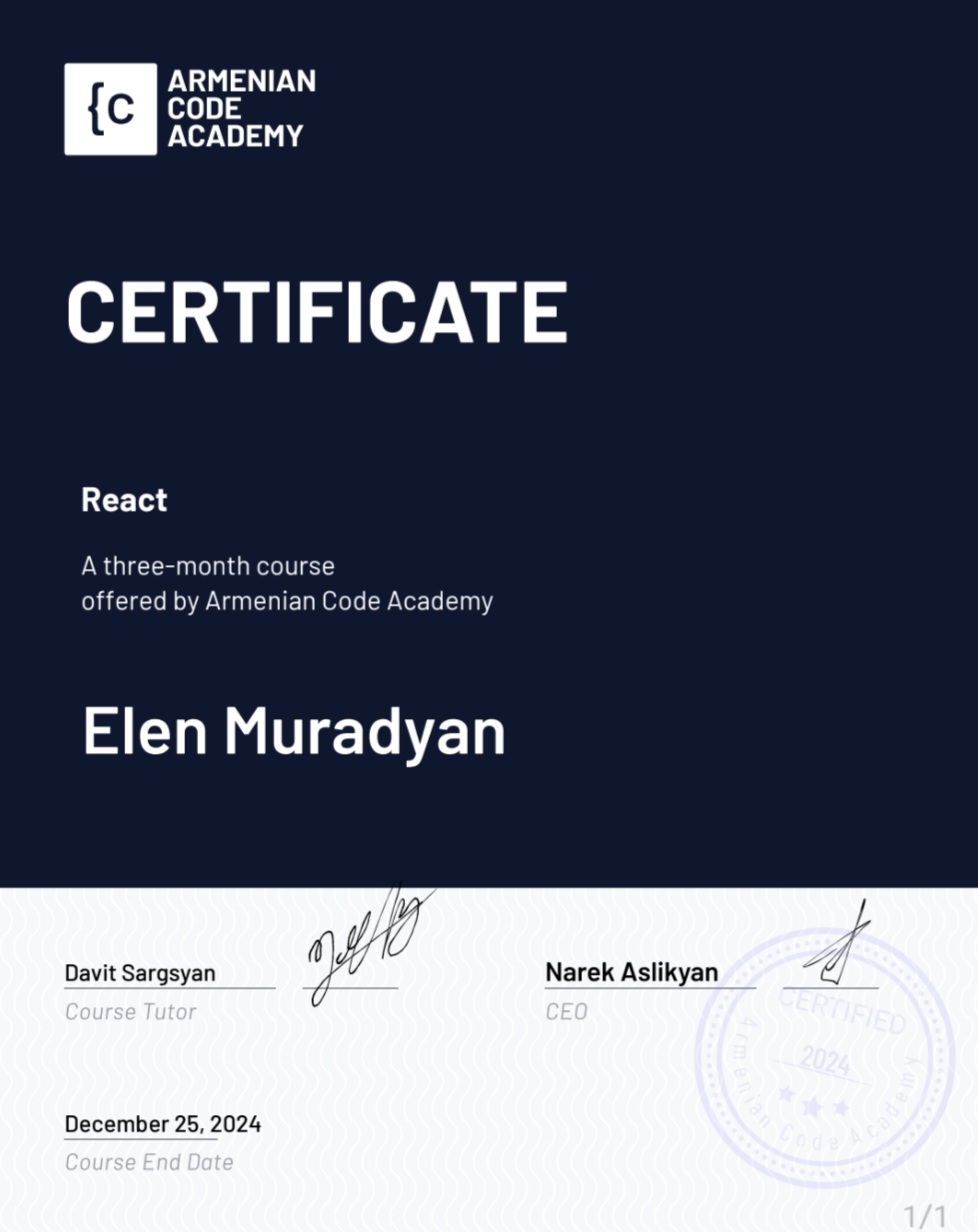 {c
ARMENIAN
CODE
ACADEMY
CERTIFICATE
React
A three-month course
offered by Armenian Code Academy
Elen Muradyan
Davit Sargsyan
Course Tutor
Narek Aslikyan
CEO
CERTIFIED
2024
Armenian Code Academy
December 25, 2024
Course End Date
1/1